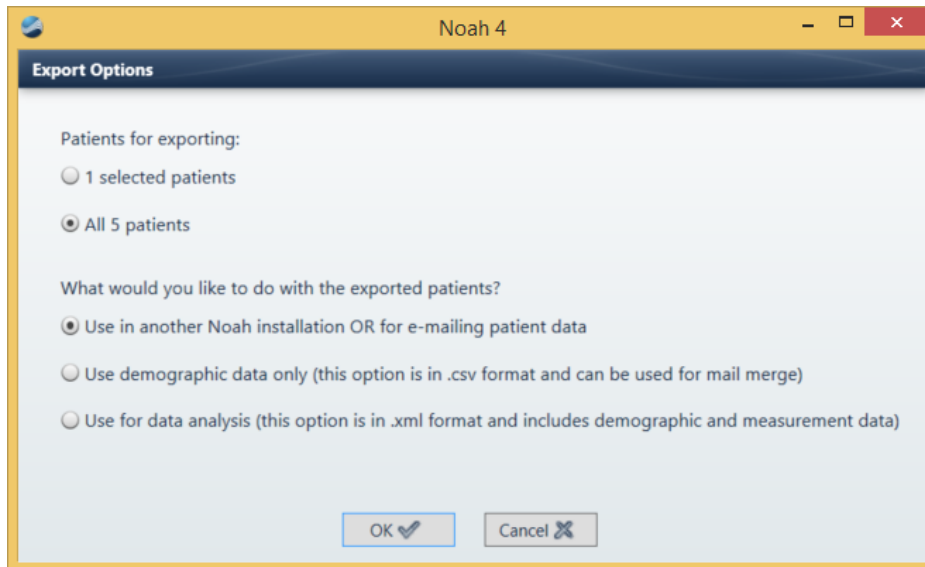 Noah 4
Export Options
Patients for exporting:
1 selected patients
All 5 patients
What would you like to do with the exported patients?
Use in another Noah installation OR for e-mailing patient data
Use demographic data only (this option is in .csv format and can be used for mail merge)
Use for data analysis (this option is in .xml format and includes demographic and measurement data)
OK Cancel